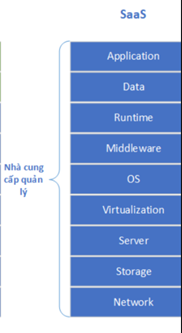 SaaS
Application
Data
Runtime
Middleware
OS
Virtualization
Server
Storage
Network
Nhà cung
cấp quản
lý